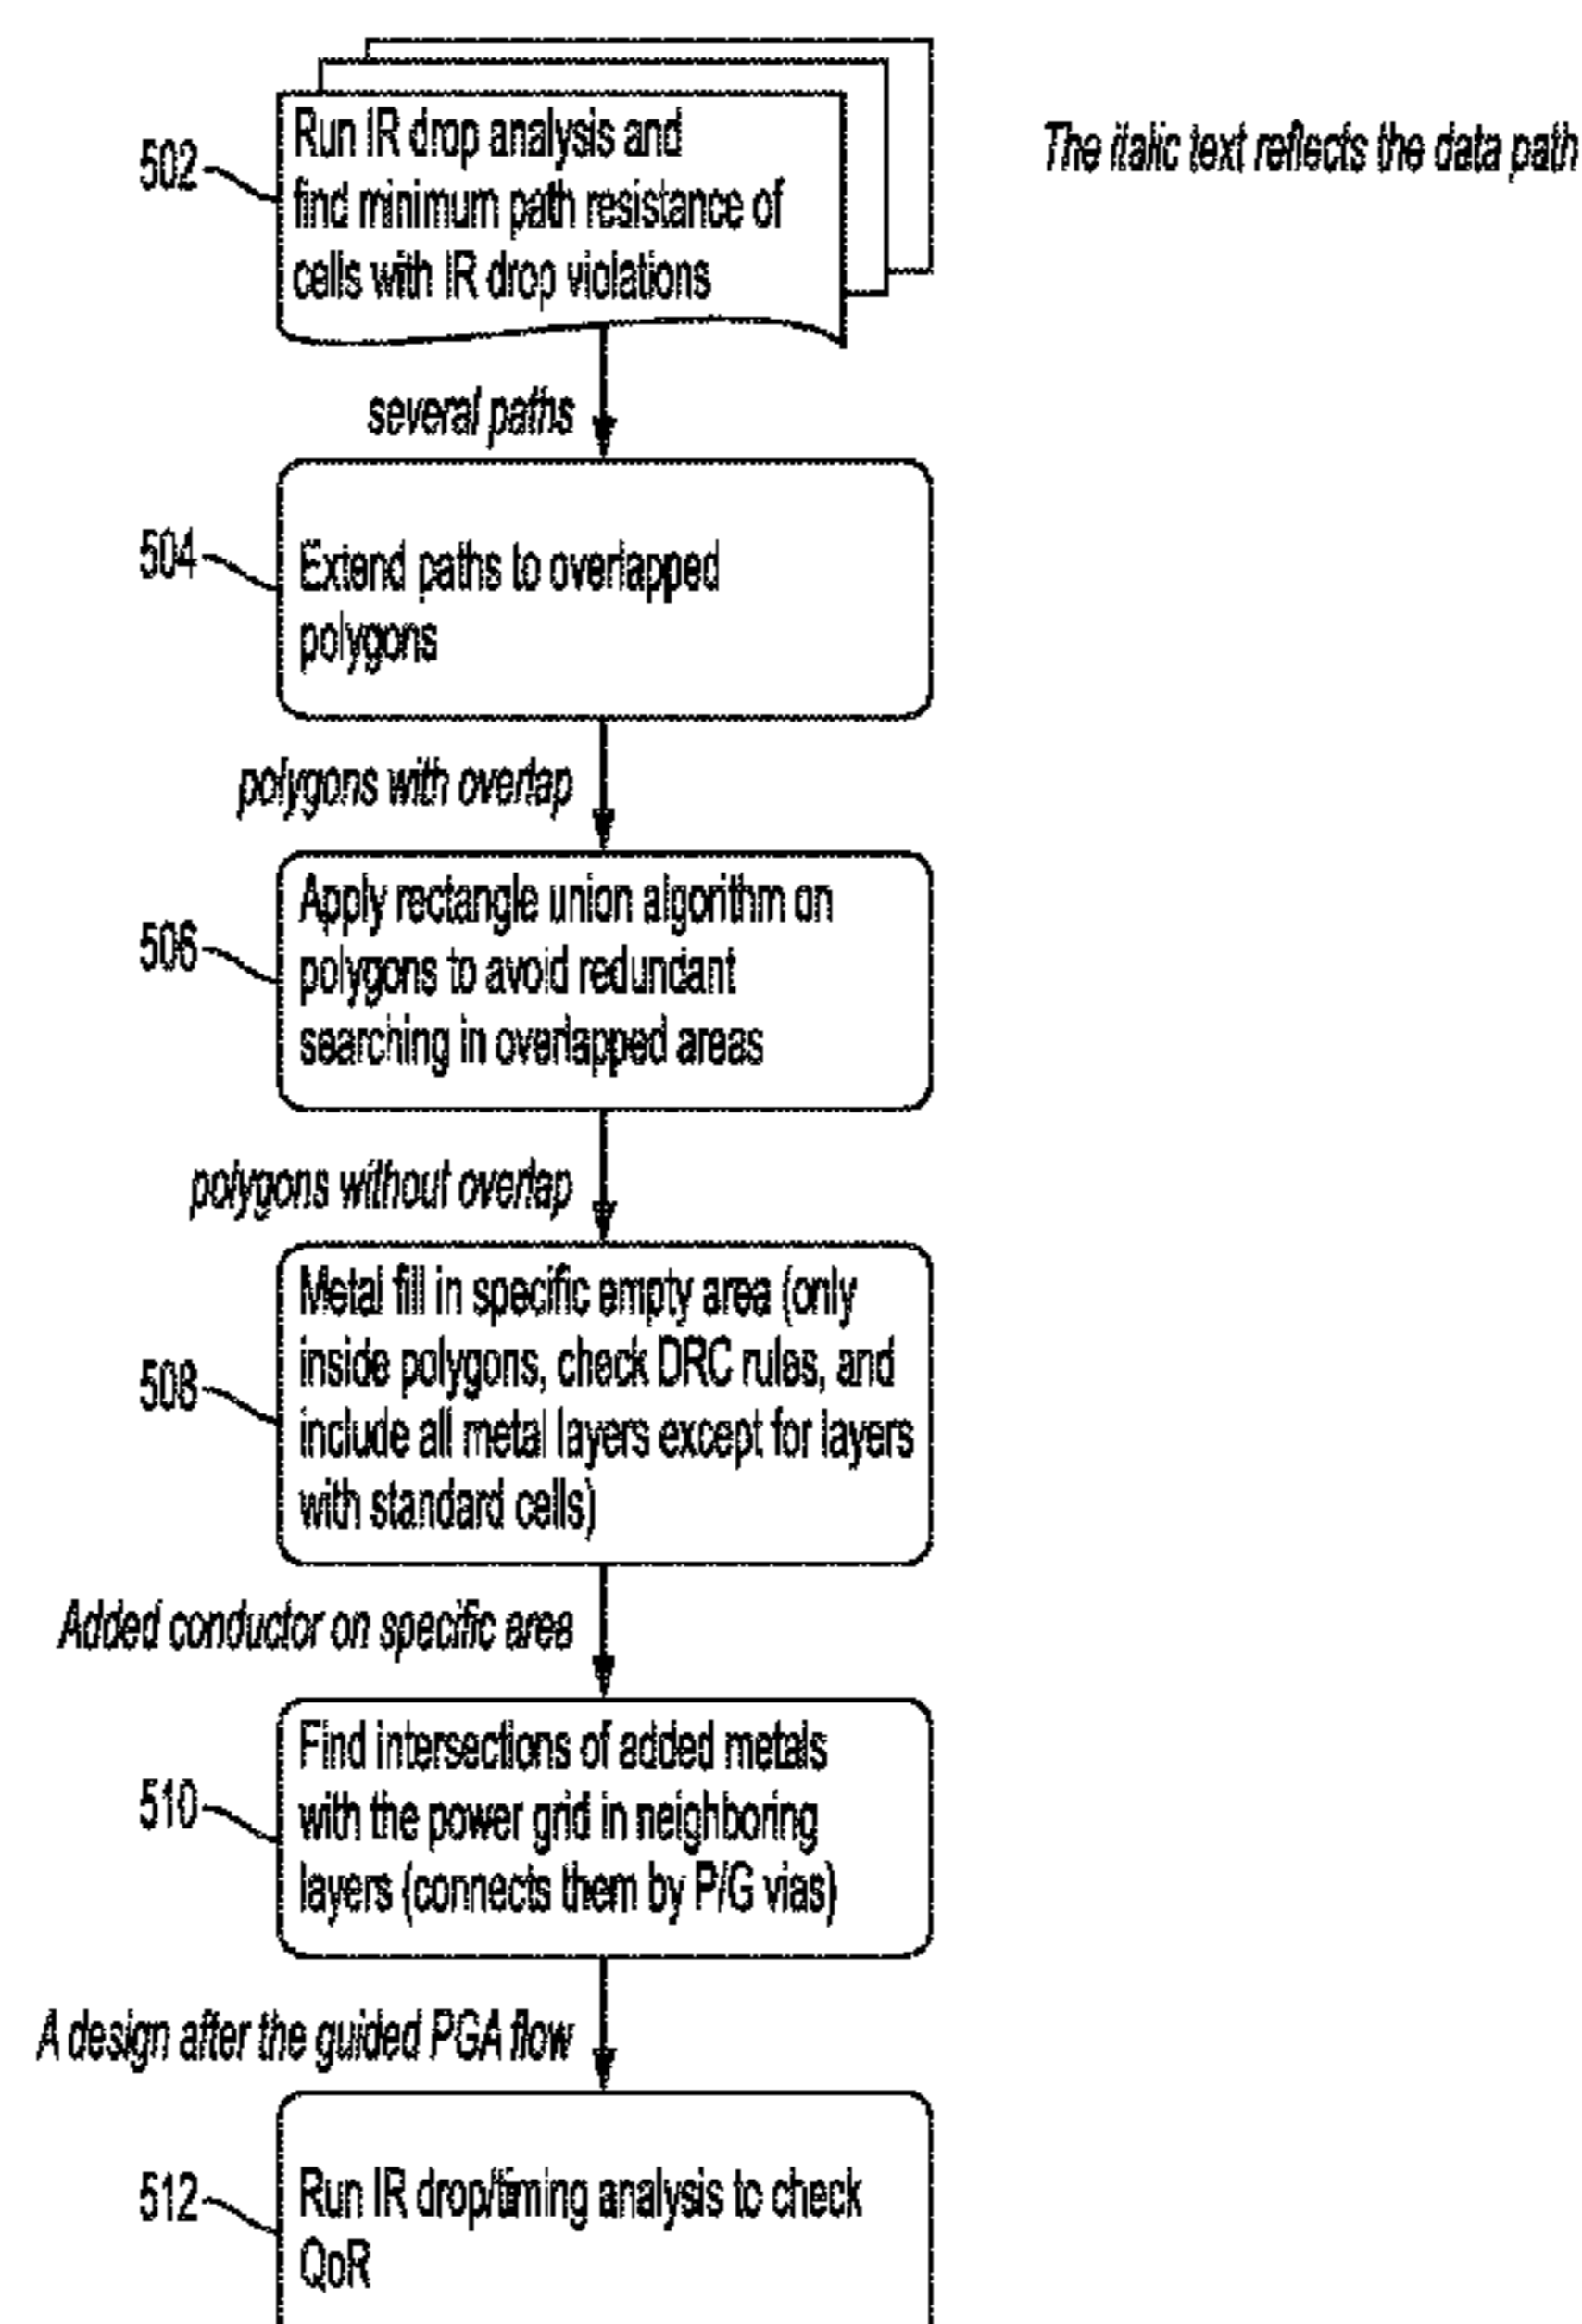 Run IR drop analysis and
find minimum path resistance of
cells with IR drop violations
502
The italic text reflects the data path
several paths
504
Extend paths to overlapped
polygons
polygons with overlap
506
Apply rectangle union algorithm on
polygons to avoid redundant
searching in overlapped areas
polygons without overlap
508
Metal fill in specific empty area (only
inside polygons, check DRC rules, and
include all metal layers except for layers
with standard cells)
Added conductor on specific area
510
Find intersections of added metals
with the power grid in neighboring
layers (connects them by P/G vias)
A design after the guided PGA flow
512
Run IR drop/timing analysis to check
QoR